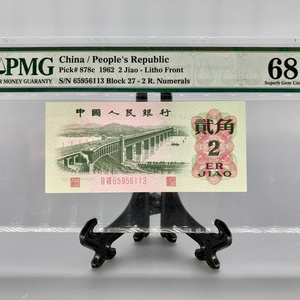 PMG
PAPER MONEY GUARANTY
China / People's Republic
Pick# 878c 1962 2 Jiao - Litho Front
S/N 65956113 Block 27 - 2 R. Numerals
68
Superb Gem Unc
中国人民银行
贰角
2
ER
JIAO
65956113